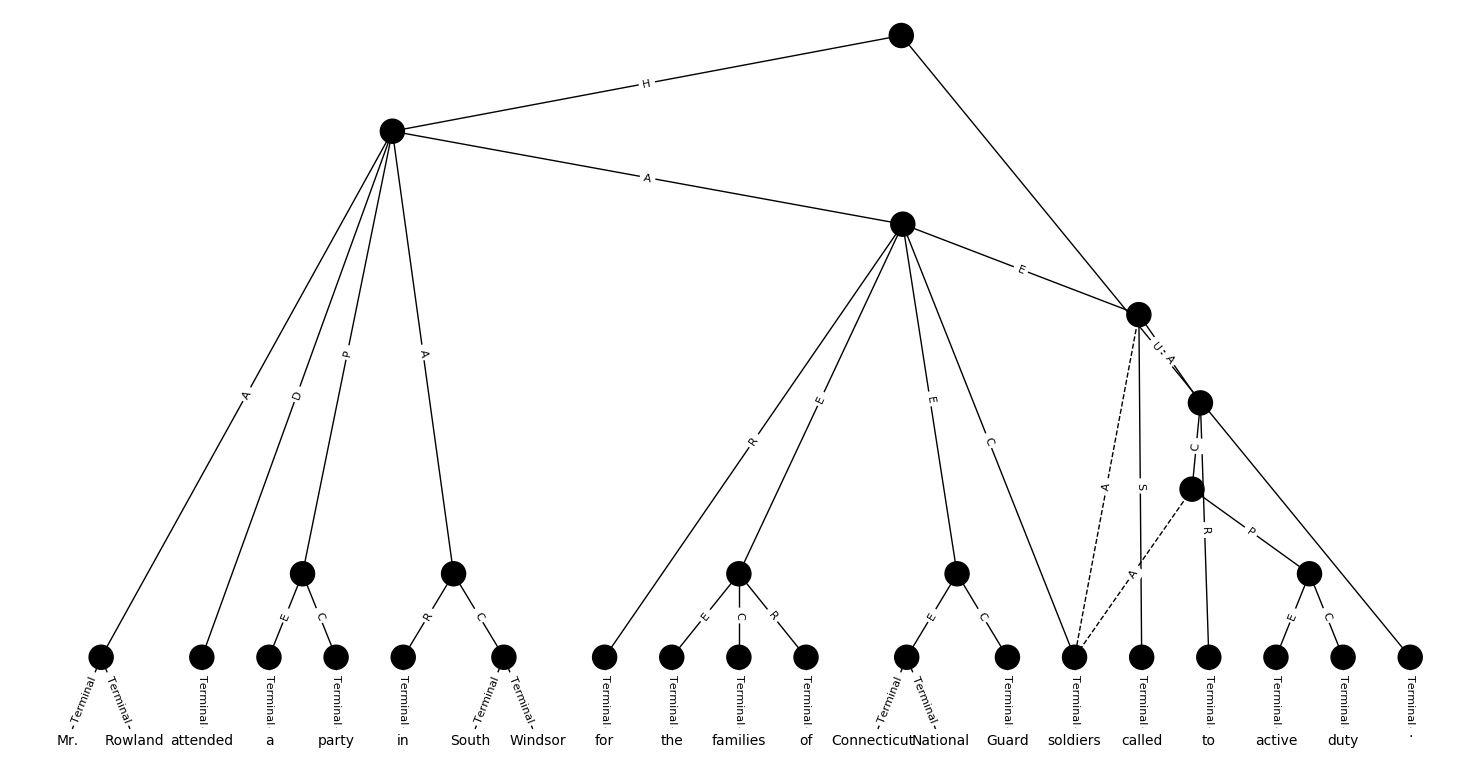 H
A
E
A
D
P
A
R
E
E
C
U
A
A
S
C
R
P
A
E
C
R
C
E
C
R
E
C
E
C
Terminal Terminal Terminal Terminal Terminal Terminal Terminal Terminal Terminal Terminal Terminal Terminal Terminal Terminal Terminal Terminal Terminal Terminal Terminal Terminal Terminal
Mr. Rowland attended a party in South Windsor for the families of Connecticut National Guard soldiers called to active duty .